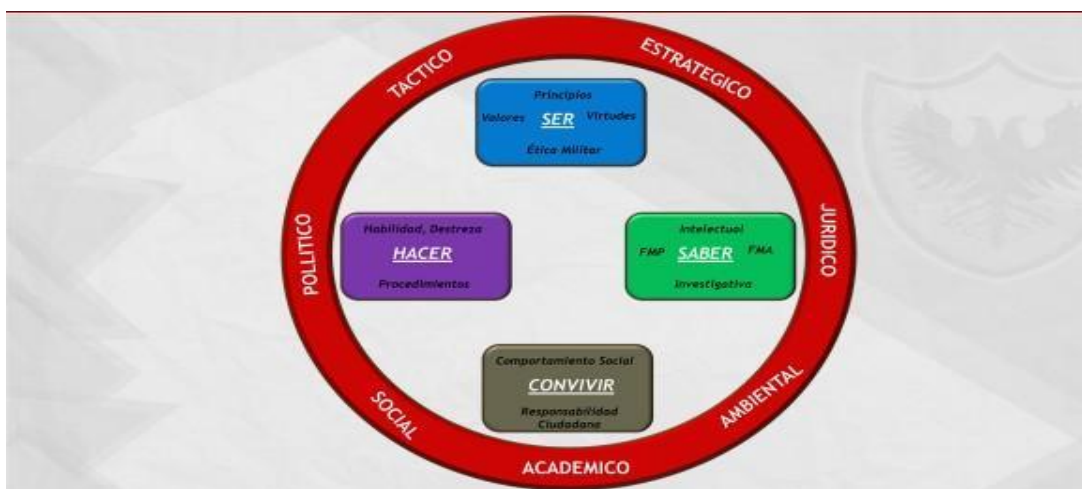 TACTICO
ESTRATEGICO
Principios
Valores SER Virtudes
Ética Militar
POLLITICO
JURIDICO
Habilidad, Destreza
HACER
Procedimientos
Intelectual
FMP SABER FMA
Investigativa
Comportamiento Social
CONVIVIR
Responsabilidad
Ciudadana
SOCIAL
AMBIENTAL
ACADEMICO